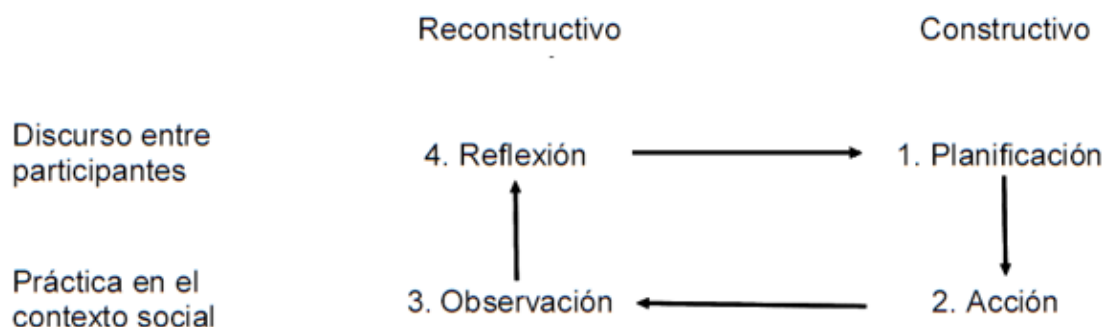 Reconstructivo
Constructivo
Discurso entre
participantes
4. Reflexión
1. Planificación
Práctica en el
contexto social
3. Observación
2. Acción